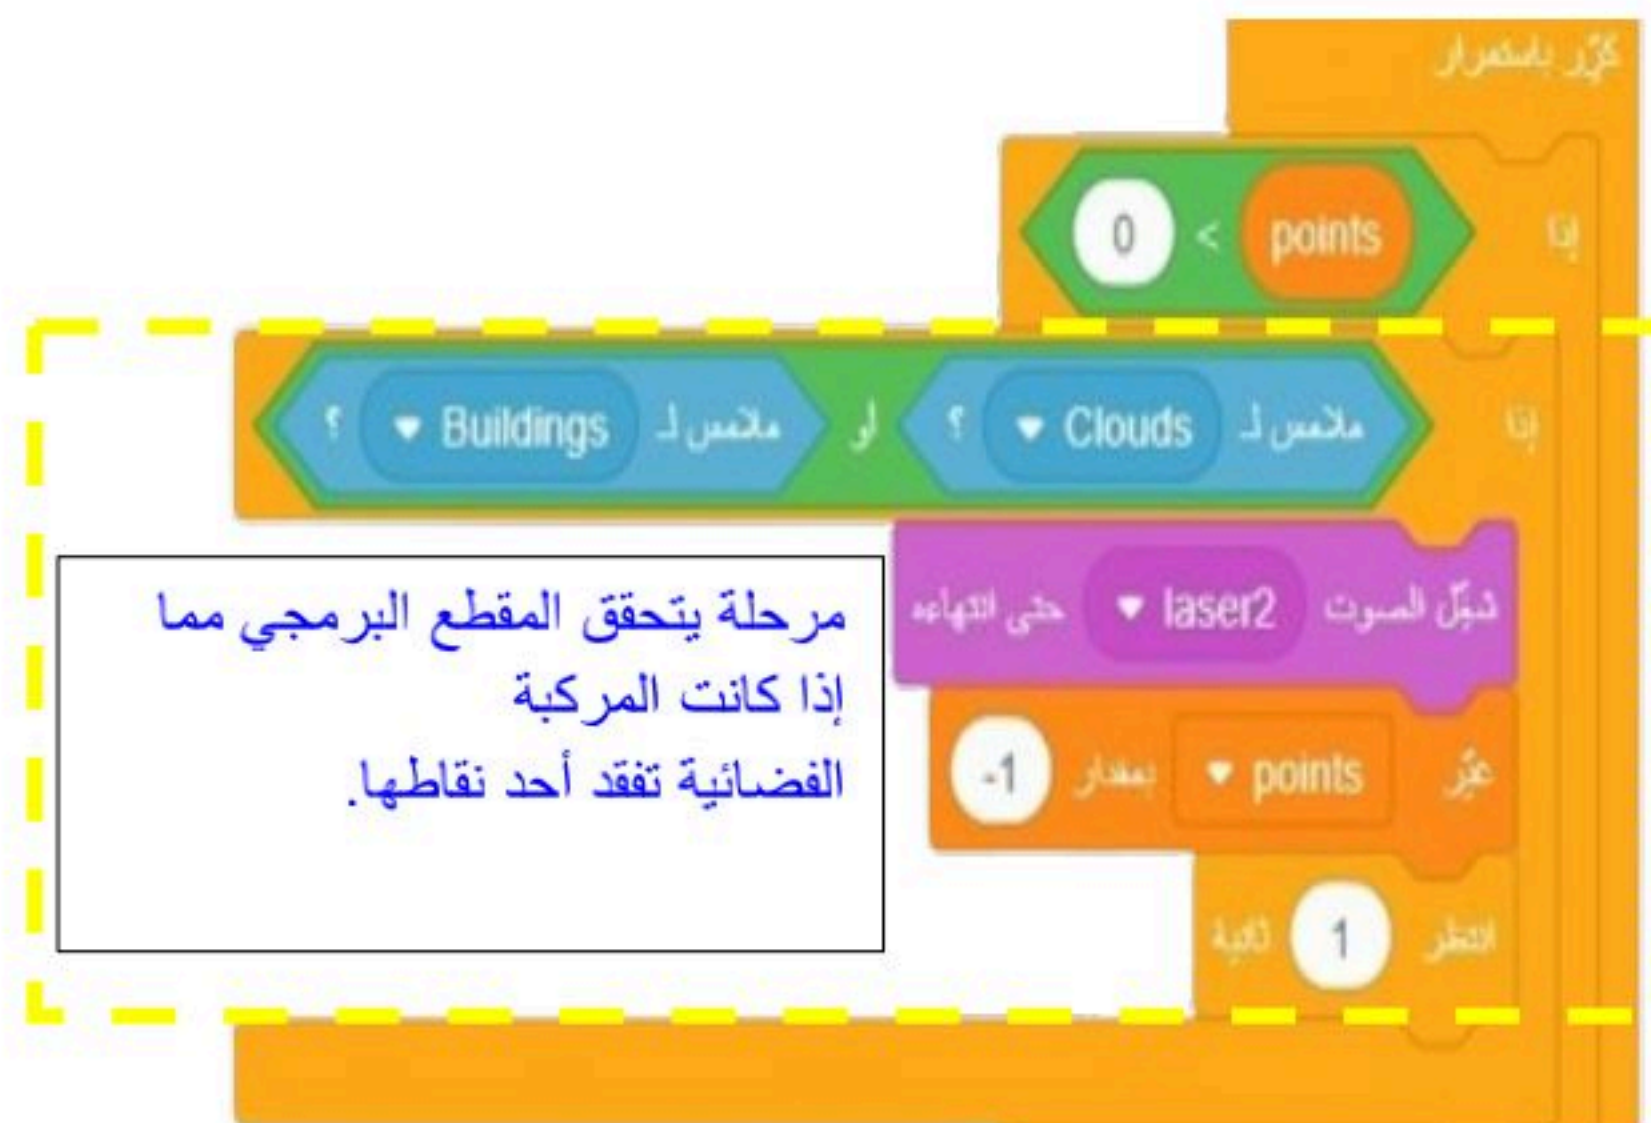 كرّر باستمرار
إذا points > 0
إذا ملامس لـ Clouds ؟ أو ملامس لـ Buildings ؟
شغّل الصوت laser2 حتى انتهاءه
غيّر points بمقدار -1
انتظر 1 ثانية
مرحلة يتحقق المقطع البرمجي مما
إذا كانت المركبة
الفضائية تفقد أحد نقاطها.